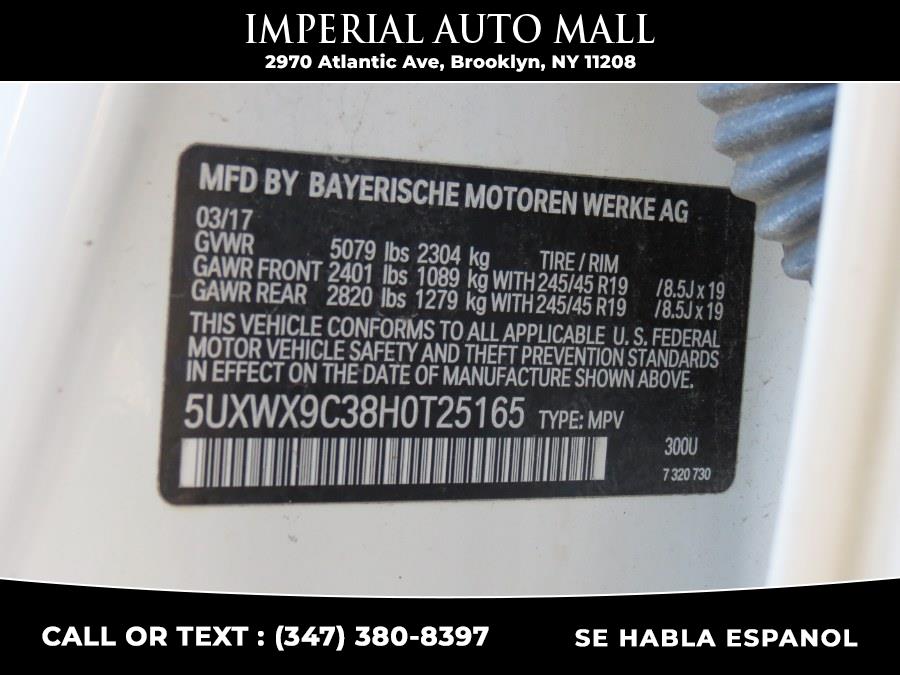 IMPERIAL AUTO MALL
2970 Atlantic Ave, Brooklyn, NY 11208
MFD BY BAYERISCHE MOTOREN WERKE AG
03/17
GVWR 5079 lbs 2304 kg TIRE / RIM
GAWR FRONT 2401 lbs 1089 kg WITH 245/45 R19 /8.5J x 19
GAWR REAR 2820 lbs 1279 kg WITH 245/45 R19 /8.5J x 19
THIS VEHICLE CONFORMS TO ALL APPLICABLE U. S. FEDERAL
MOTOR VEHICLE SAFETY AND THEFT PREVENTION STANDARDS
IN EFFECT ON THE DATE OF MANUFACTURE SHOWN ABOVE.
5UXWX9C38H0T25165 TYPE: MPV
300U
7 320 730
CALL OR TEXT : (347) 380-8397
SE HABLA ESPANOL